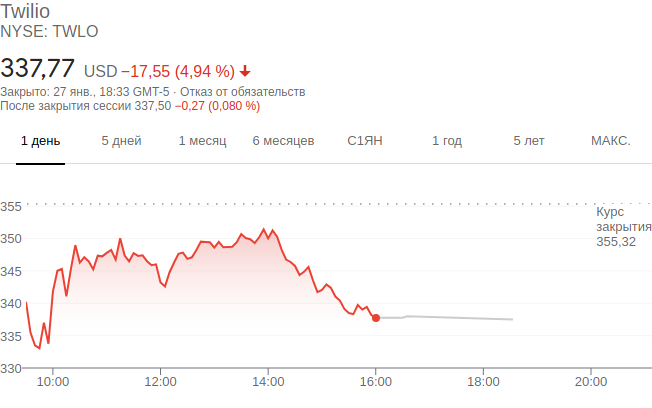 Twilio
NYSE: TWLO
337,77 USD −17,55 (4,94 %)
Закрыто: 27 янв., 18:33 GMT-5 · Отказ от обязательств
После закрытия сессии 337,50 −0,27 (0,080 %)
1 день 5 дней 1 месяц 6 месяцев С1ЯН 1 год 5 лет МАКС.
355
Курс
закрытия
355,32
350
345
340
335
330
10:00 12:00 14:00 16:00 18:00 20:00